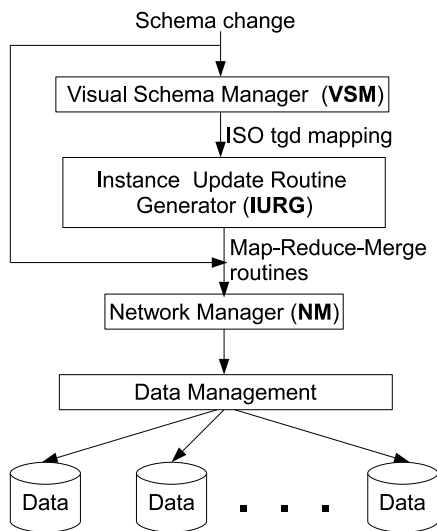 Schema change
Visual Schema Manager (VSM)
ISO tgd mapping
Instance Update Routine
Generator (IURG)
Map-Reduce-Merge
routines
Network Manager (NM)
Data Management
Data
Data
. . .
Data